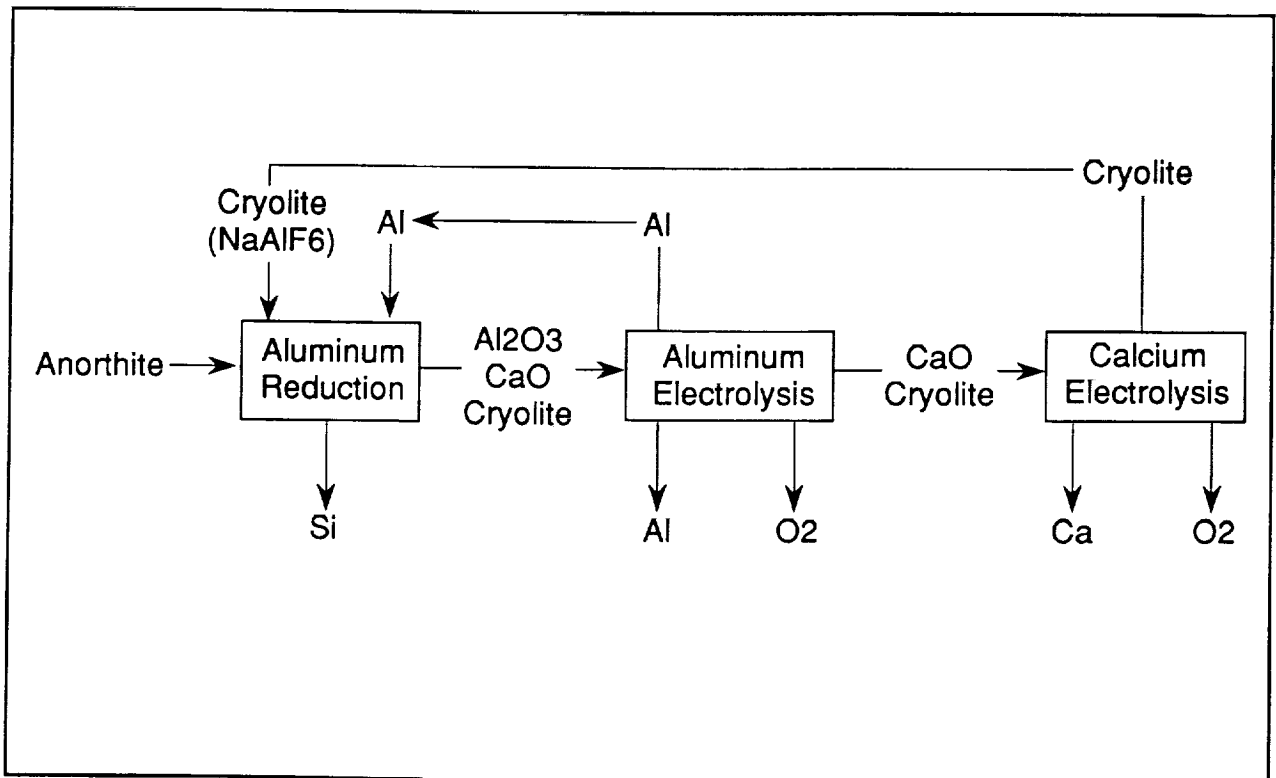 Cryolite
Cryolite
(NaAlF6)
Al
Al
Anorthite
Aluminum
Reduction
Al2O3
CaO
Cryolite
Aluminum
Electrolysis
CaO
Cryolite
Calcium
Electrolysis
Si
Al
O2
Ca
O2